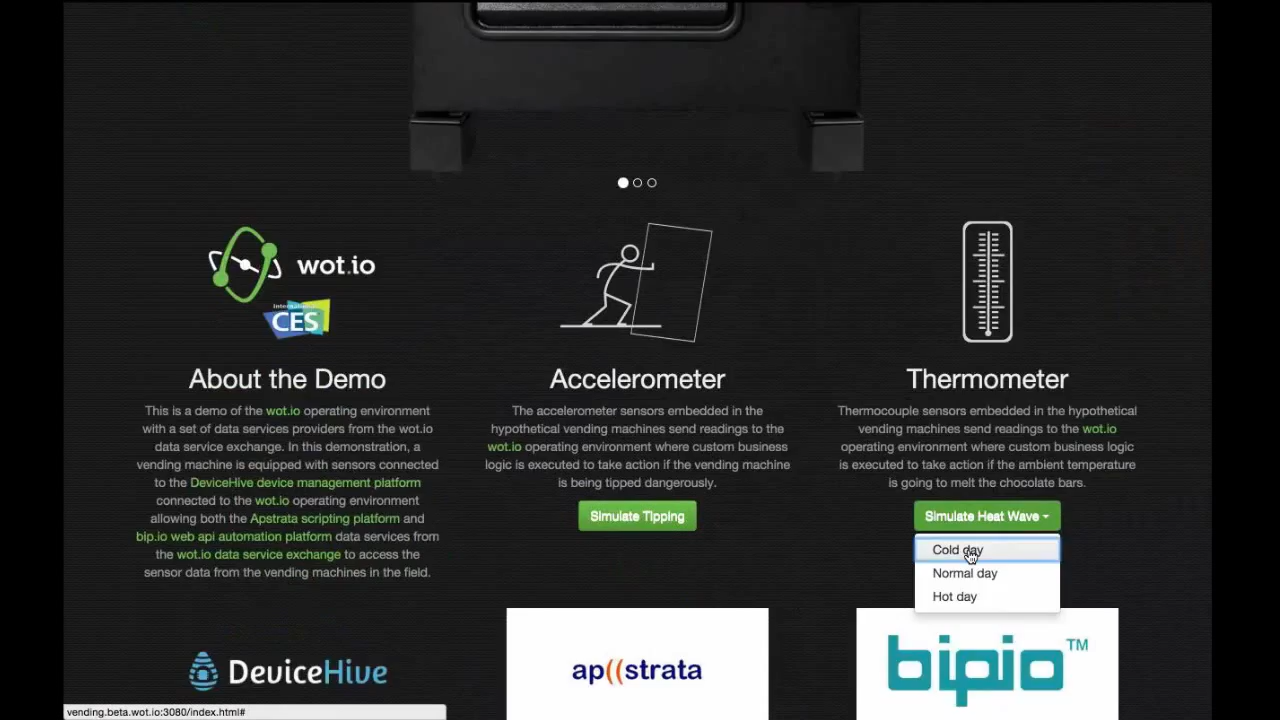 wot.io
International
CES
About the Demo
This is a demo of the wot.io operating environment
with a set of data services providers from the wot.io
data service exchange. In this demonstration, a
vending machine is equipped with sensors connected
to the DeviceHive device management platform
connected to the wot.io operating environment
allowing both the Apstrata scripting platform and
bip.io web api automation platform data services from
the wot.io data service exchange to access the
sensor data from the vending machines in the field.
Accelerometer
The accelerometer sensors embedded in the
hypothetical vending machines send readings to the
wot.io operating environment where custom business
logic is executed to take action if the vending machine
is being tipped dangerously.
Simulate Tipping
Thermometer
Thermocouple sensors embedded in the hypothetical
vending machines send readings to the wot.io
operating environment where custom business logic
is executed to take action if the ambient temperature
is going to melt the chocolate bars.
Simulate Heat Wave
Cold day
Normal day
Hot day
DeviceHive
ap((strata
bipio™
vending.beta.wot.io:3080/index.html#